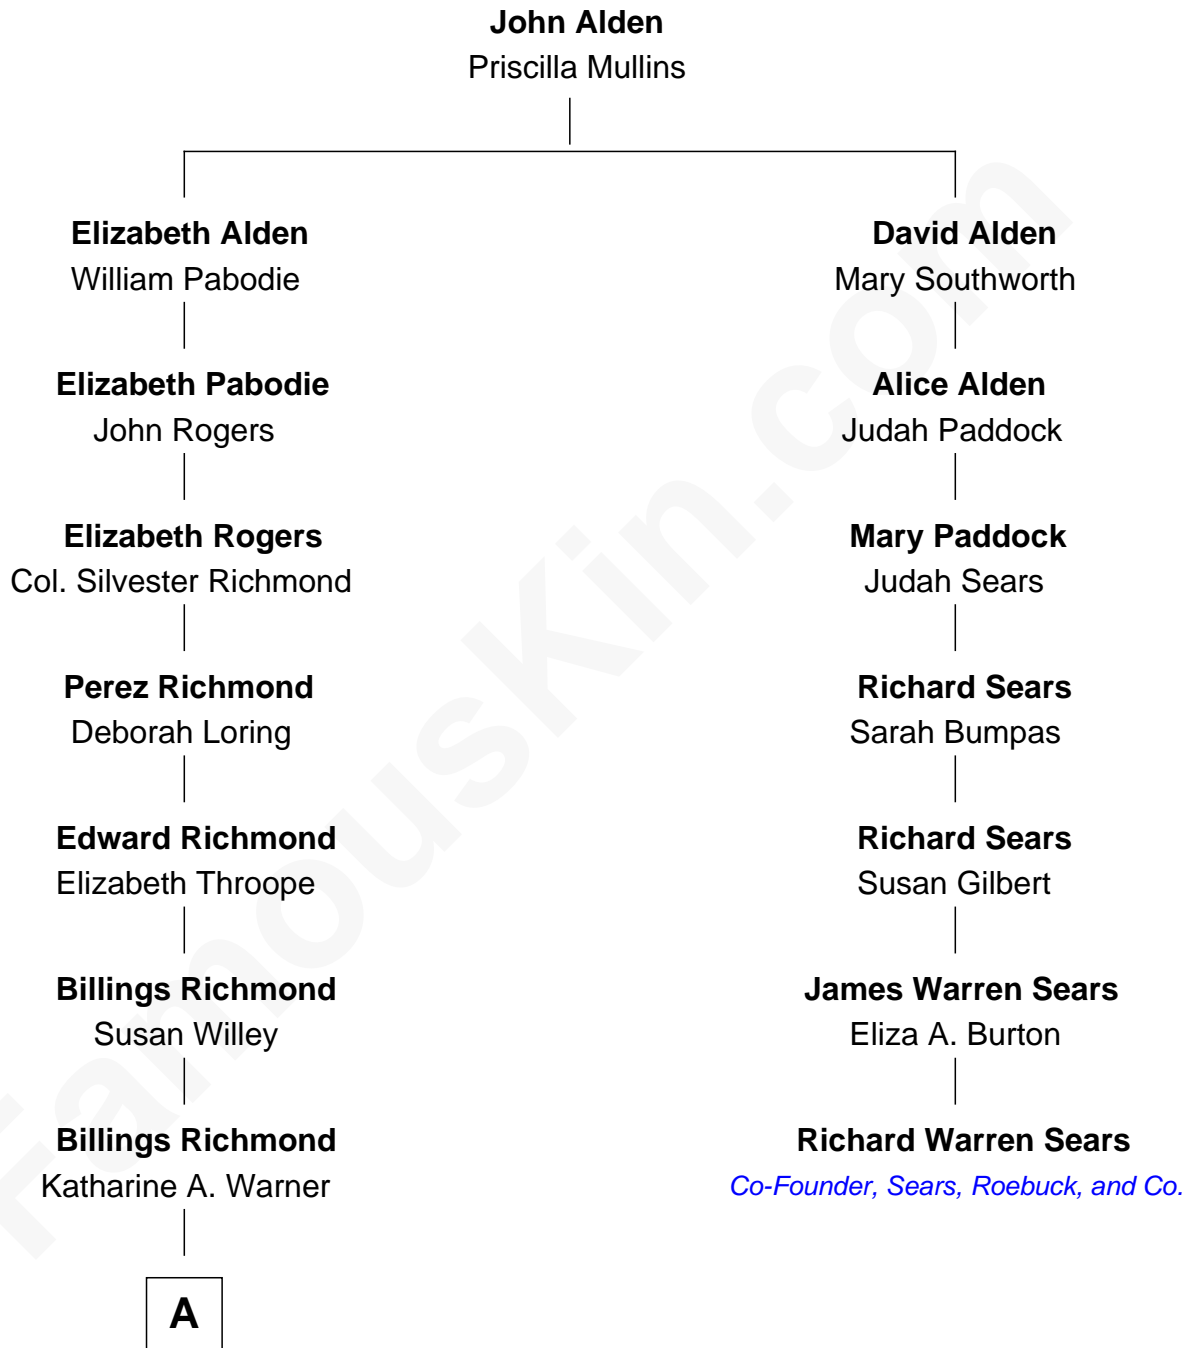 John Alden
Priscilla Mullins
Elizabeth Alden
William Pabodie
David Alden
Mary Southworth
Elizabeth Pabodie
John Rogers
Alice Alden
Judah Paddock
Elizabeth Rogers
Col. Silvester Richmond
Mary Paddock
Judah Sears
Perez Richmond
Deborah Loring
Richard Sears
Sarah Bumpas
Edward Richmond
Elizabeth Throope
Richard Sears
Susan Gilbert
Billings Richmond
Susan Willey
James Warren Sears
Eliza A. Burton
Billings Richmond
Katharine A. Warner
Richard Warren Sears
Co-Founder, Sears, Roebuck, and Co.
A
FamousKin.com